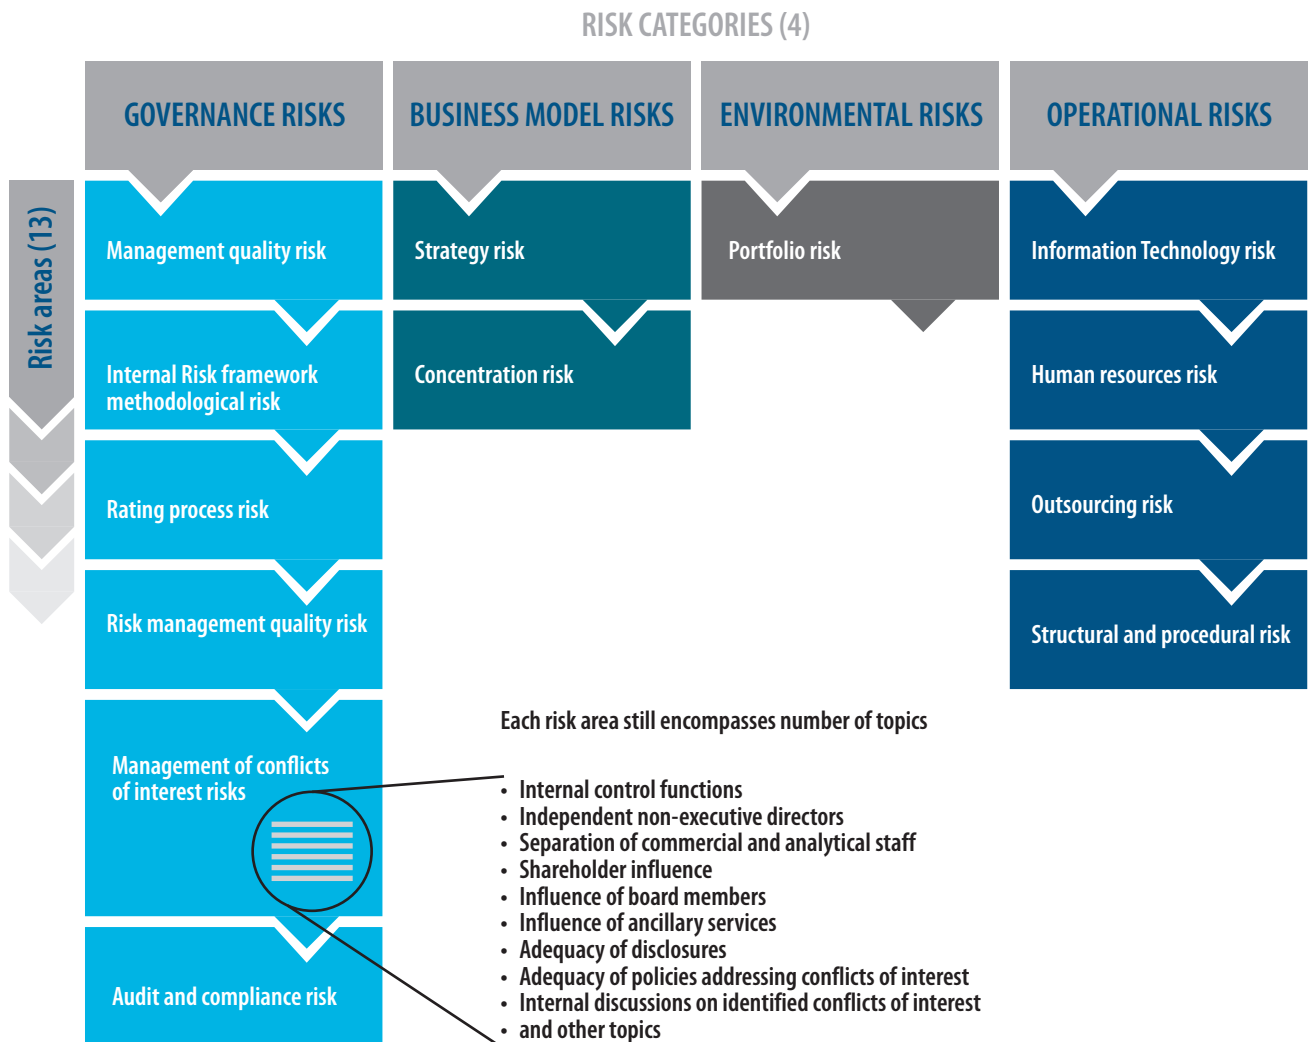 RISK CATEGORIES (4)
GOVERNANCE RISKS
BUSINESS MODEL RISKS
ENVIRONMENTAL RISKS
OPERATIONAL RISKS
Risk areas (13)
Management quality risk
Internal Risk framework
methodological risk
Rating process risk
Risk management quality risk
Management of conflicts
of interest risks
Audit and compliance risk
Strategy risk
Concentration risk
Portfolio risk
Information Technology risk
Human resources risk
Outsourcing risk
Structural and procedural risk
Each risk area still encompasses number of topics
• Internal control functions
• Independent non-executive directors
• Separation of commercial and analytical staff
• Shareholder influence
• Influence of board members
• Influence of ancillary services
• Adequacy of disclosures
• Adequacy of policies addressing conflicts of interest
• Internal discussions on identified conflicts of interest
• and other topics